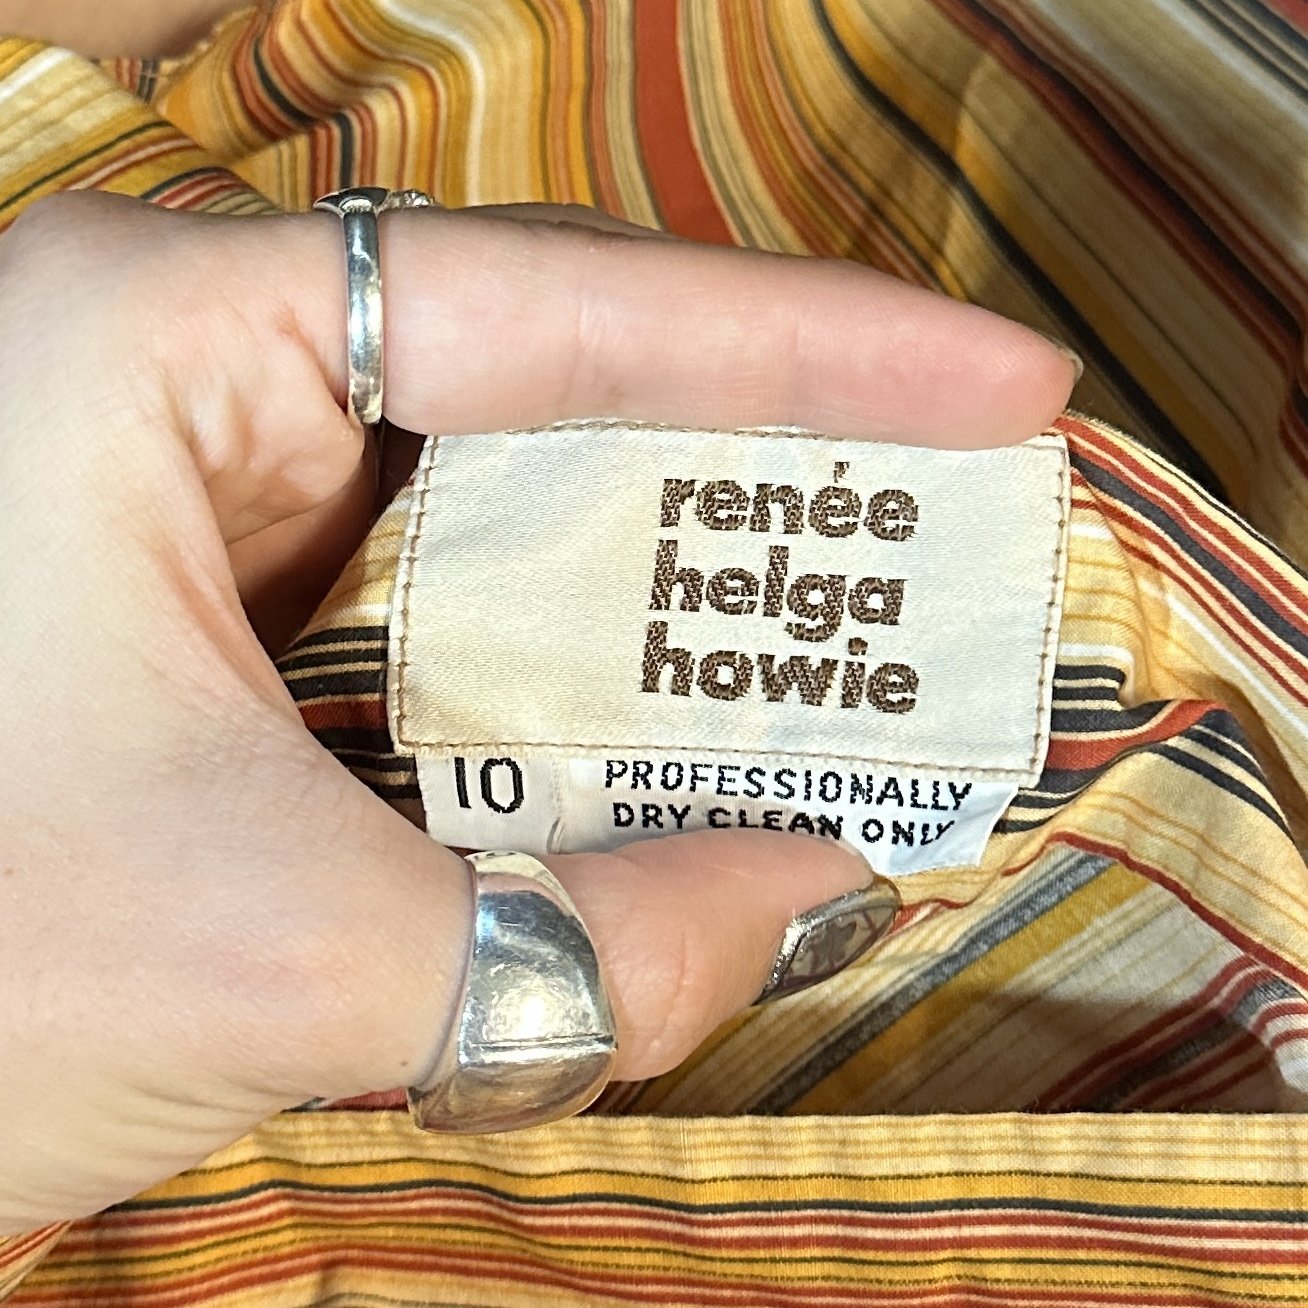 renée
helga
howie
10
PROFESSIONALLY
DRY CLEAN ONLY